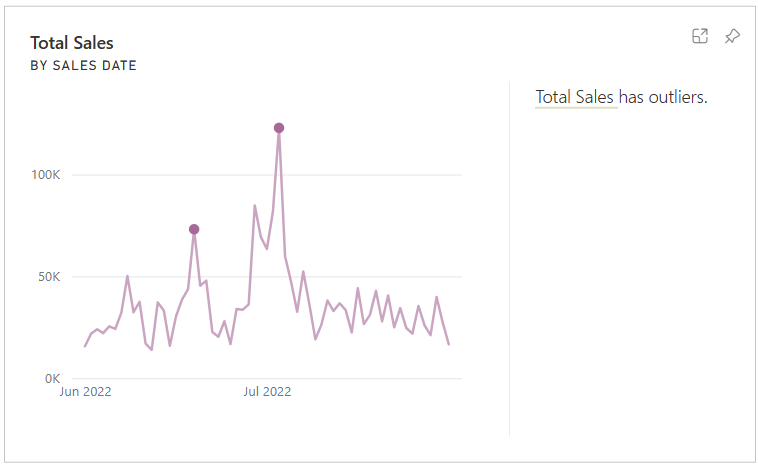 Total Sales
BY SALES DATE
Total Sales has outliers.
100K
50K
0K
Jun 2022
Jul 2022